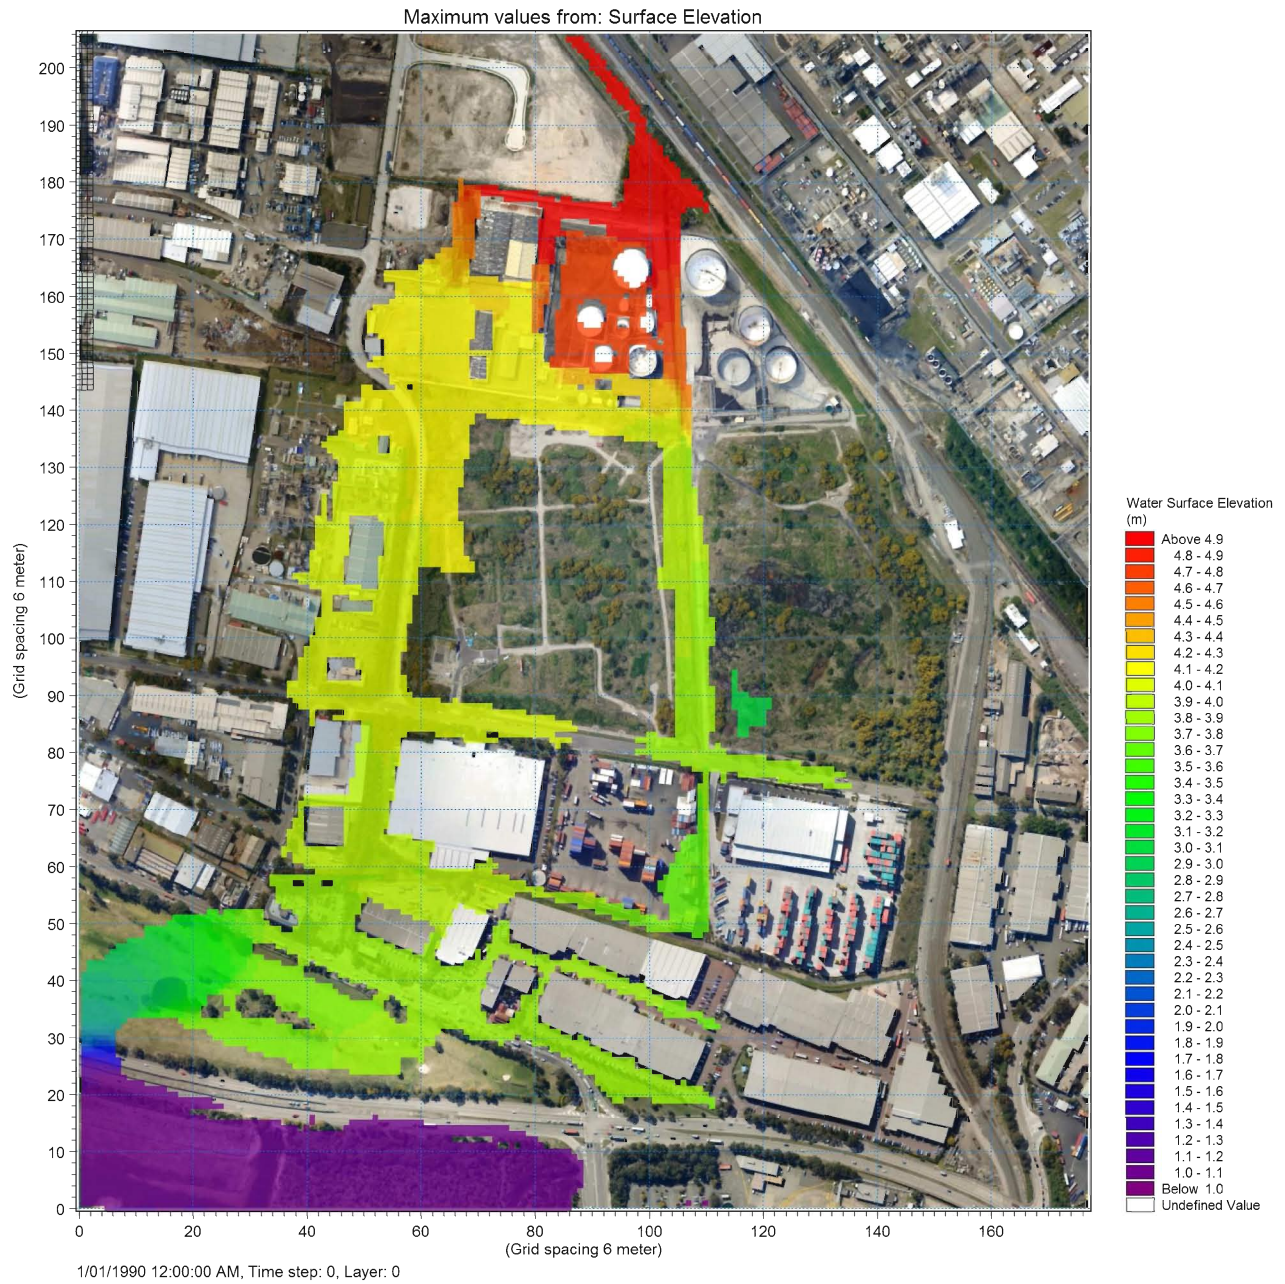 Maximum values from: Surface Elevation
200
190
180
170
160
150
140
130
120
110
100
90
80
70
60
50
40
30
20
10
0
(Grid spacing 6 meter)
0 20 40 60 80 100 120 140 160
(Grid spacing 6 meter)
1/01/1990 12:00:00 AM, Time step: 0, Layer: 0
Water Surface Elevation
(m)
Above 4.9
4.8 - 4.9
4.7 - 4.8
4.6 - 4.7
4.5 - 4.6
4.4 - 4.5
4.3 - 4.4
4.2 - 4.3
4.1 - 4.2
4.0 - 4.1
3.9 - 4.0
3.8 - 3.9
3.7 - 3.8
3.6 - 3.7
3.5 - 3.6
3.4 - 3.5
3.3 - 3.4
3.2 - 3.3
3.1 - 3.2
3.0 - 3.1
2.9 - 3.0
2.8 - 2.9
2.7 - 2.8
2.6 - 2.7
2.5 - 2.6
2.4 - 2.5
2.3 - 2.4
2.2 - 2.3
2.1 - 2.2
2.0 - 2.1
1.9 - 2.0
1.8 - 1.9
1.7 - 1.8
1.6 - 1.7
1.5 - 1.6
1.4 - 1.5
1.3 - 1.4
1.2 - 1.3
1.1 - 1.2
1.0 - 1.1
Below 1.0
Undefined Value